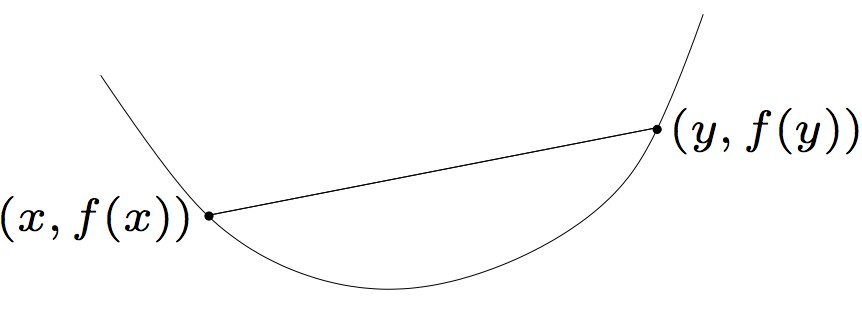 (y, f(y))
(x, f(x))